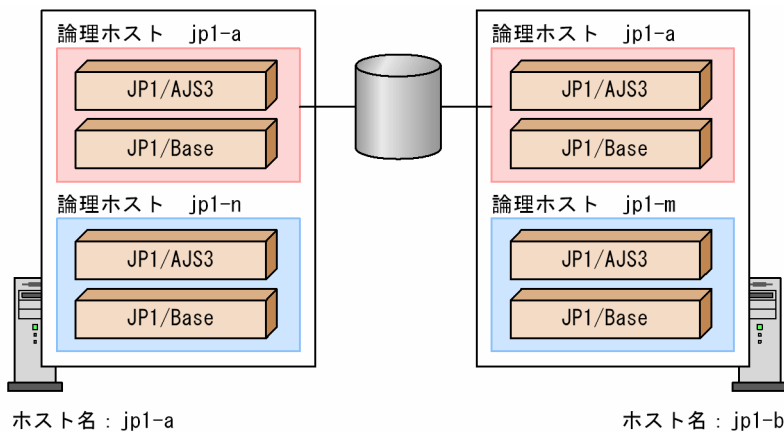 論理ホスト　jp1-a
JP1/AJS3
JP1/Base
論理ホスト　jp1-n
JP1/AJS3
JP1/Base
ホスト名：jp1-a
論理ホスト　jp1-a
JP1/AJS3
JP1/Base
論理ホスト　jp1-m
JP1/AJS3
JP1/Base
ホスト名：jp1-b